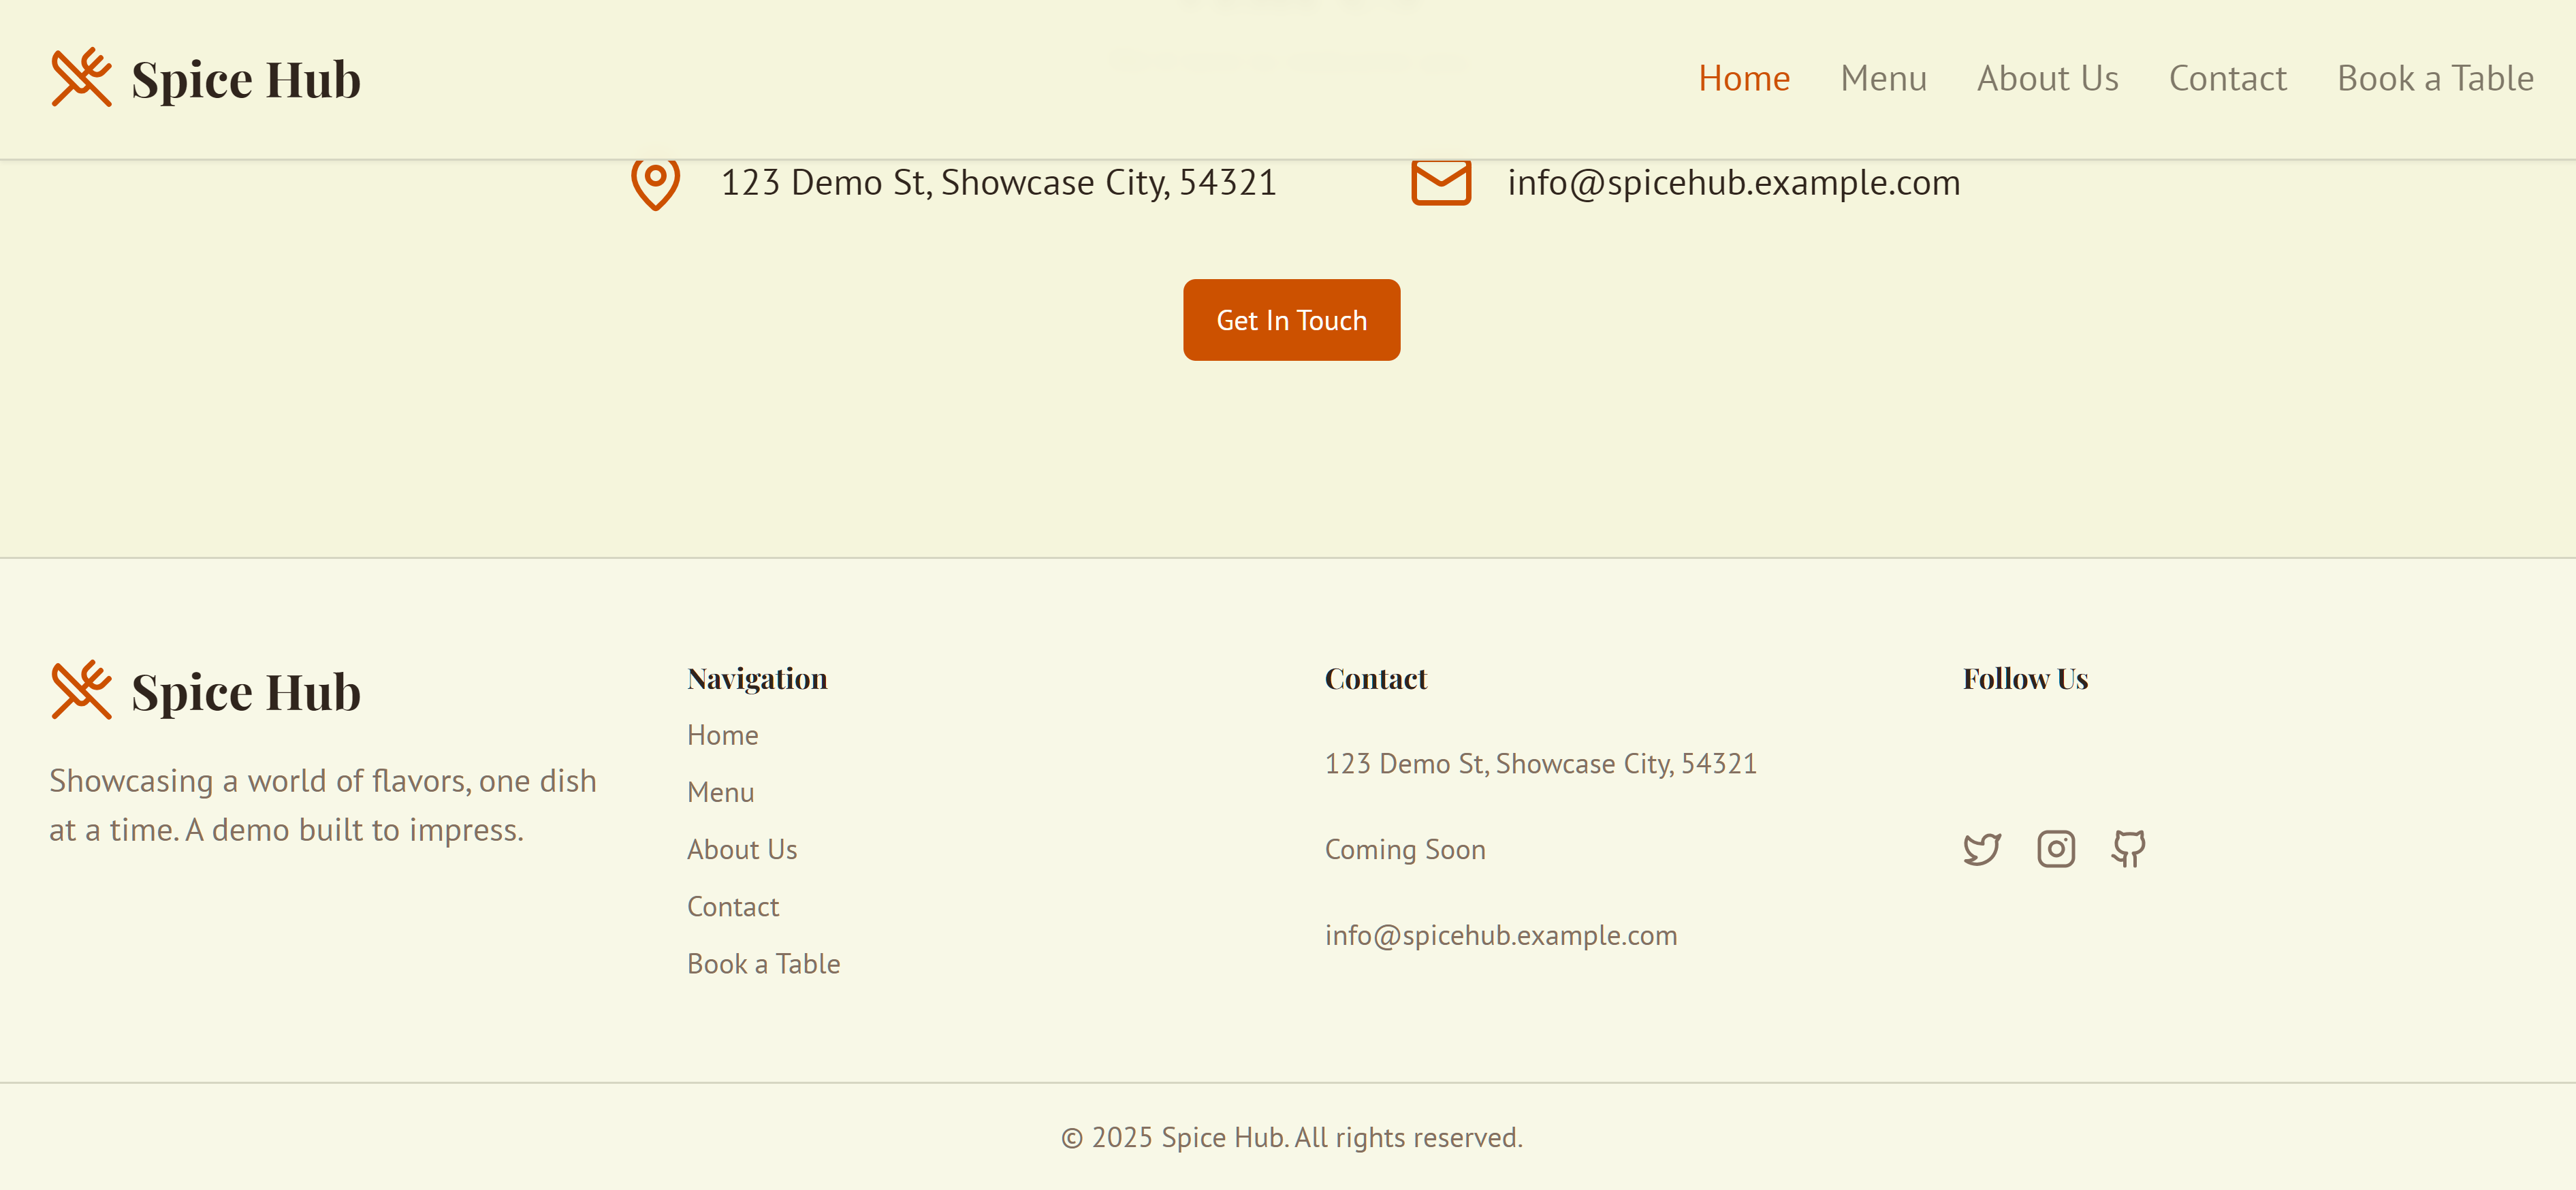 Spice Hub
Home Menu About Us Contact Book a Table
123 Demo St, Showcase City, 54321
info@spicehub.example.com
Get In Touch
Spice Hub
Showcasing a world of flavors, one dish
at a time. A demo built to impress.
Navigation
Home
Menu
About Us
Contact
Book a Table
Contact
123 Demo St, Showcase City, 54321
Coming Soon
info@spicehub.example.com
Follow Us
© 2025 Spice Hub. All rights reserved.